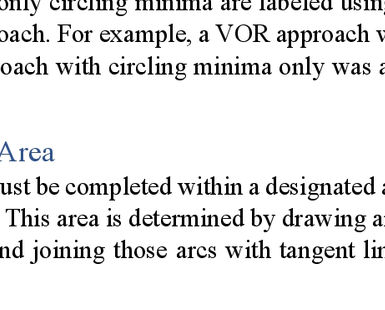 only circling minima are labeled using
oach. For example, a VOR approach w
oach with circling minima only was a
Area
ust be completed within a designated a
This area is determined by drawing a
nd joining those arcs with tangent lin